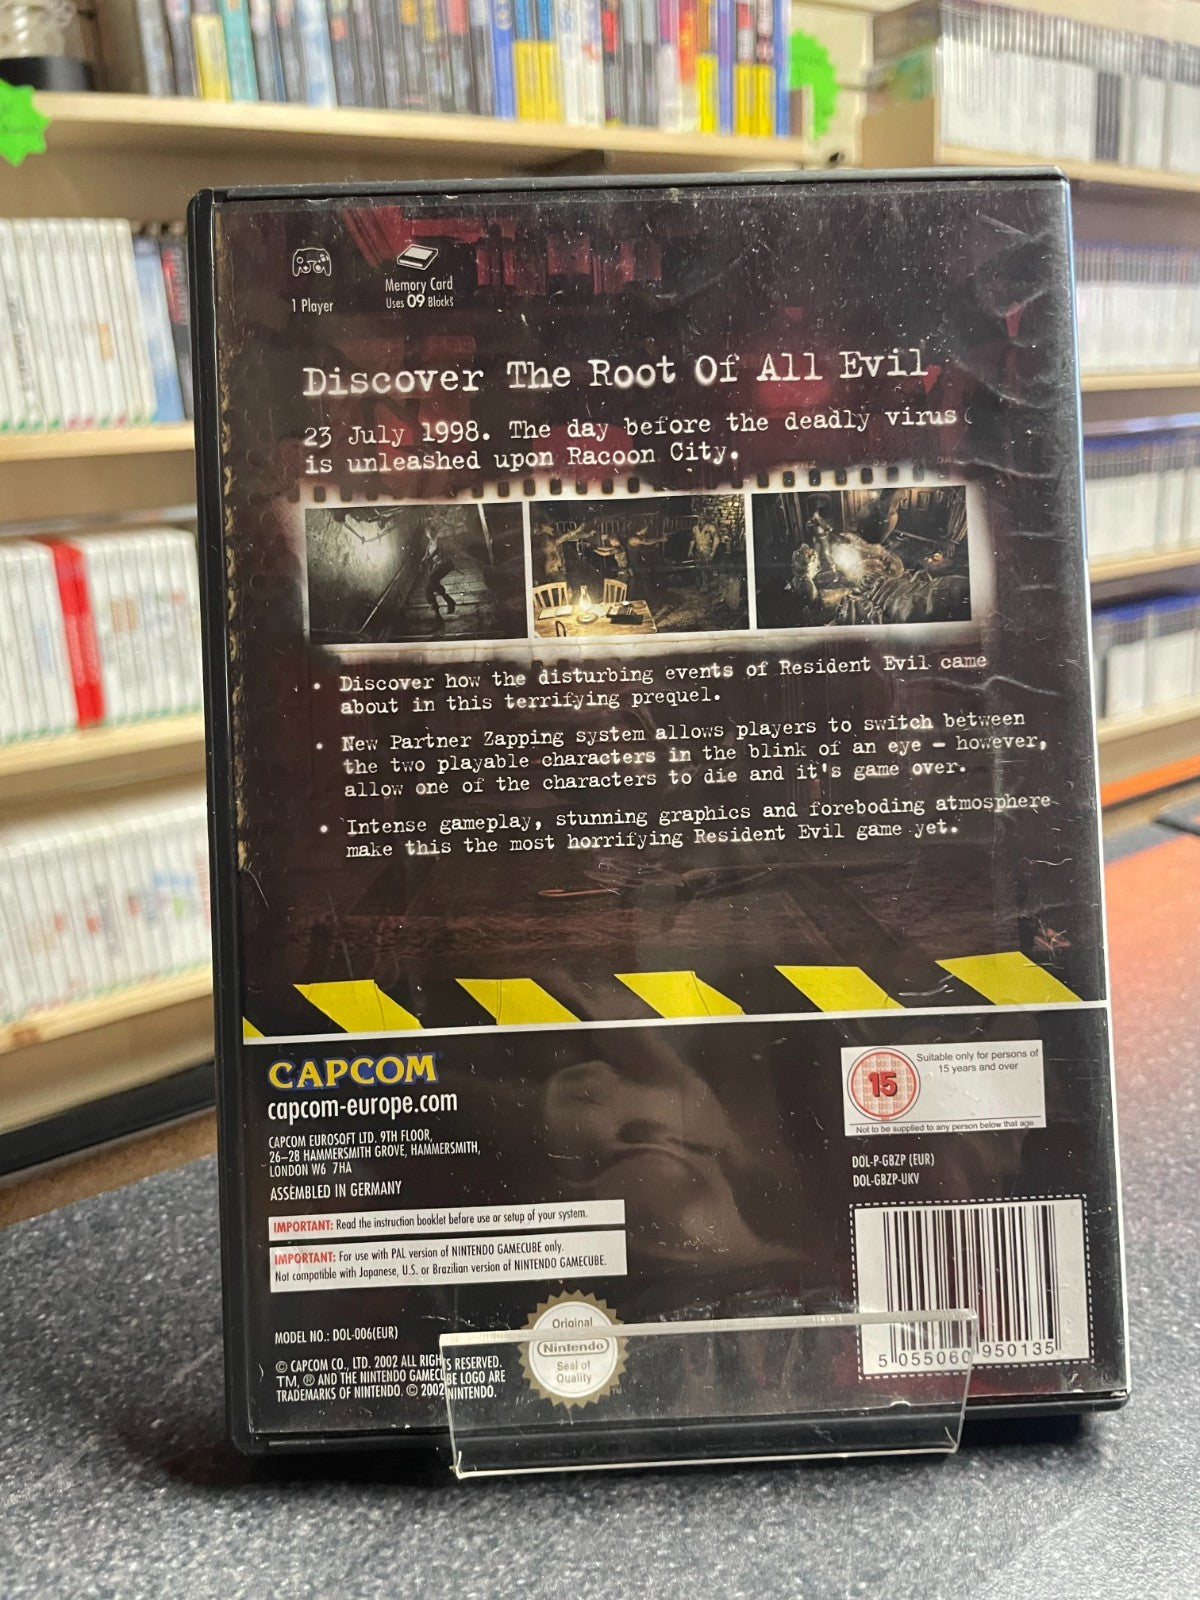 1 Player
Memory Card
Uses 09 Blocks
Discover The Root Of All Evil
23 July 1998. The day before the deadly virus
is unleashed upon Racoon City.
• Discover how the disturbing events of Resident Evil came
about in this terrifying prequel.
• New Partner Zapping system allows players to switch between
the two playable characters in the blink of an eye – however,
allow one of the characters to die and it's game over.
• Intense gameplay, stunning graphics and foreboding atmosphere
make this the most horrifying Resident Evil game yet.
CAPCOM
capcom-europe.com
CAPCOM EUROSOFT LTD. 9TH FLOOR,
26–28 HAMMERSMITH GROVE, HAMMERSMITH,
LONDON W6 7HA
ASSEMBLED IN GERMANY
IMPORTANT: Read the instruction booklet before use or setup of your system.
IMPORTANT: For use with PAL version of NINTENDO GAMECUBE only.
Not compatible with Japanese, U.S. or Brazilian version of NINTENDO GAMECUBE.
MODEL NO.: DOL-006(EUR)
© CAPCOM CO., LTD. 2002 ALL RIGHTS RESERVED.
TM, ® AND THE NINTENDO GAMECUBE LOGO ARE
TRADEMARKS OF NINTENDO. © 2002 NINTENDO.
Original
Nintendo
Seal of
Quality
TM
15
Suitable only for persons of
15 years and over
Not to be supplied to any person below that age
DOL-P-GBZP (EUR)
DOL-GBZP-UKV
5 055060 950135